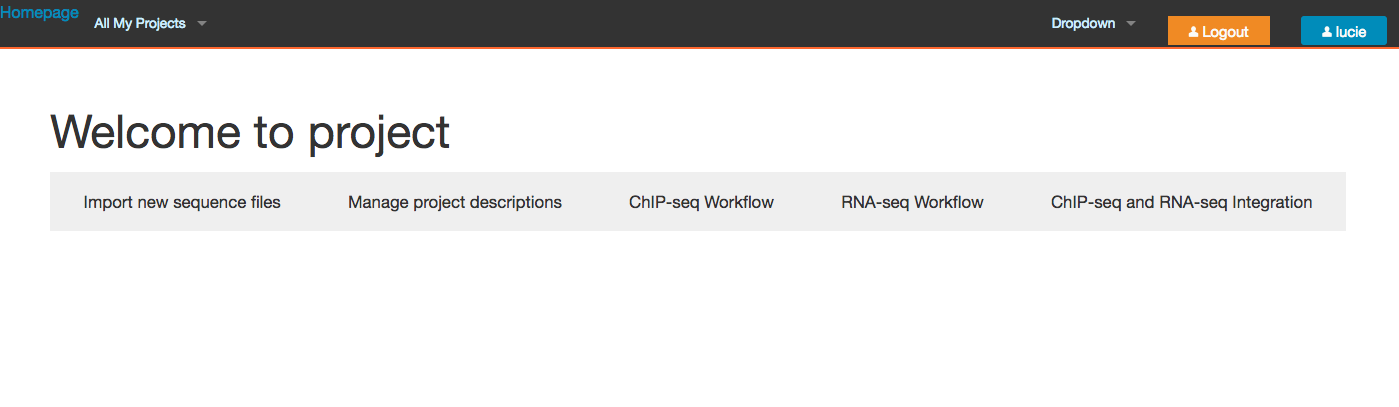 Homepage All My Projects Dropdown Logout lucie
Welcome to project
Import new sequence files Manage project descriptions ChIP-seq Workflow RNA-seq Workflow ChIP-seq and RNA-seq Integration